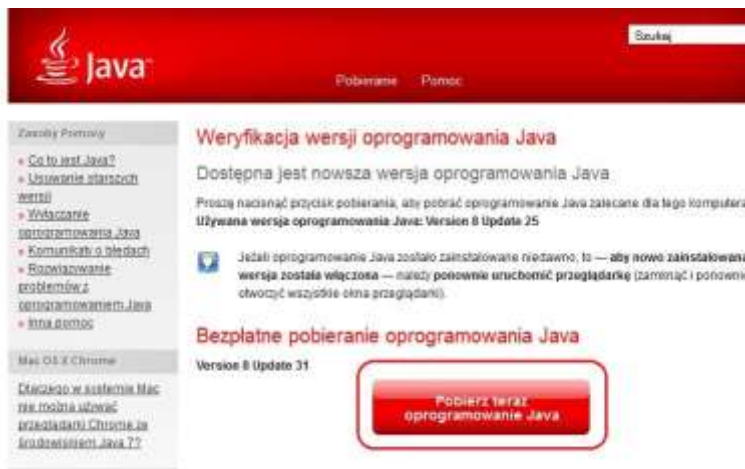 Java
Szukaj
Pobieranie Pomoc
Zasoby Pomocy
Co to jest Java?
Usuwanie starszych
wersji
Wyłączanie
oprogramowania Java
Komunikaty o błędach
Rozwiązywanie
problemów z
oprogramowaniem Java
Inna pomoc
Mac OS X Chrome
Dlaczego w systemie Mac
nie można używać
przeglądarki Chrome ze
środowiskiem Java 7?
Weryfikacja wersji oprogramowania Java
Dostępna jest nowsza wersja oprogramowania Java
Proszę nacisnąć przycisk pobierania, aby pobrać oprogramowanie Java zalecane dla tego komputera
Używana wersja oprogramowania Java: Version 8 Update 25
Jeżeli oprogramowanie Java zostało zainstalowane niedawno, to — aby nowo zainstalowana
wersja została włączona — należy ponownie uruchomić przeglądarkę (zamknąć i ponownie
otworzyć wszystkie okna przeglądarki).
Bezpłatne pobieranie oprogramowania Java
Version 8 Update 31
Pobierz teraz
oprogramowanie Java